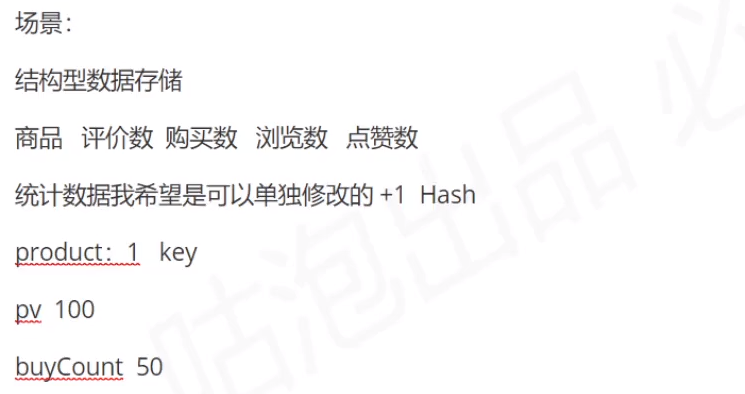 场景：
结构型数据存储
商品 评价数 购买数 浏览数 点赞数
统计数据我希望是可以单独修改的 +1 Hash
product：1 key
pv 100
buyCount 50
咕泡出品 必